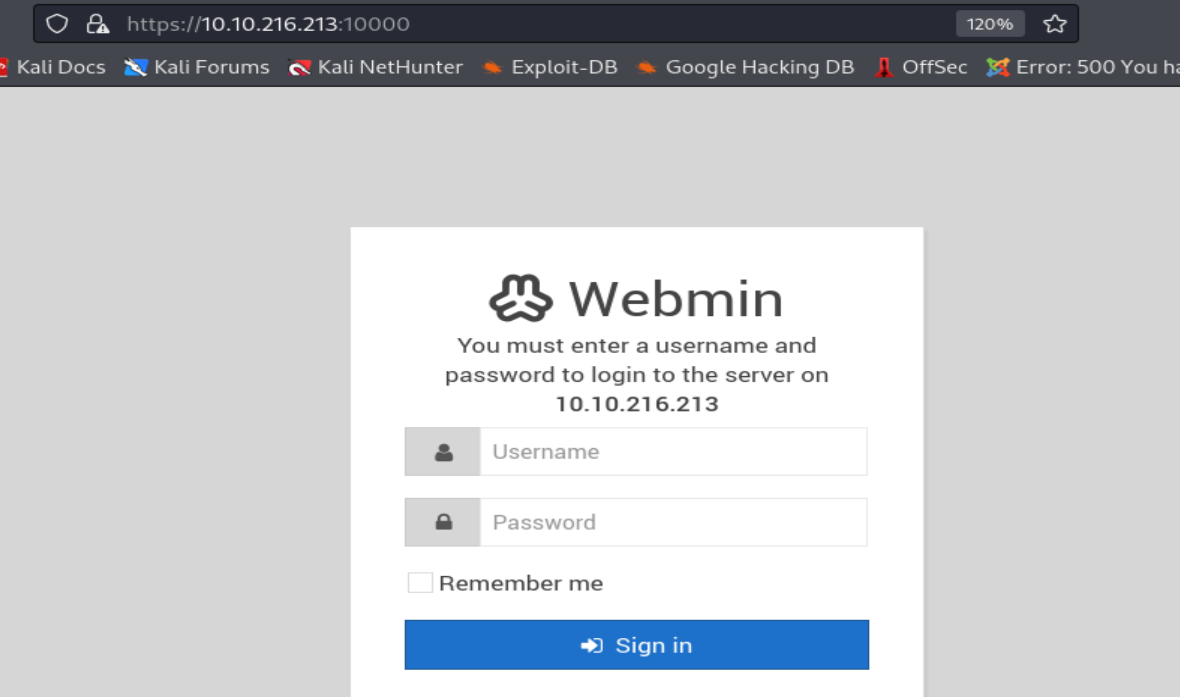 https://10.10.216.213:10000 120%
Kali Docs Kali Forums Kali NetHunter Exploit-DB Google Hacking DB OffSec Error: 500 You ha
Webmin
You must enter a username and
password to login to the server on
10.10.216.213
Username
Password
Remember me
Sign in